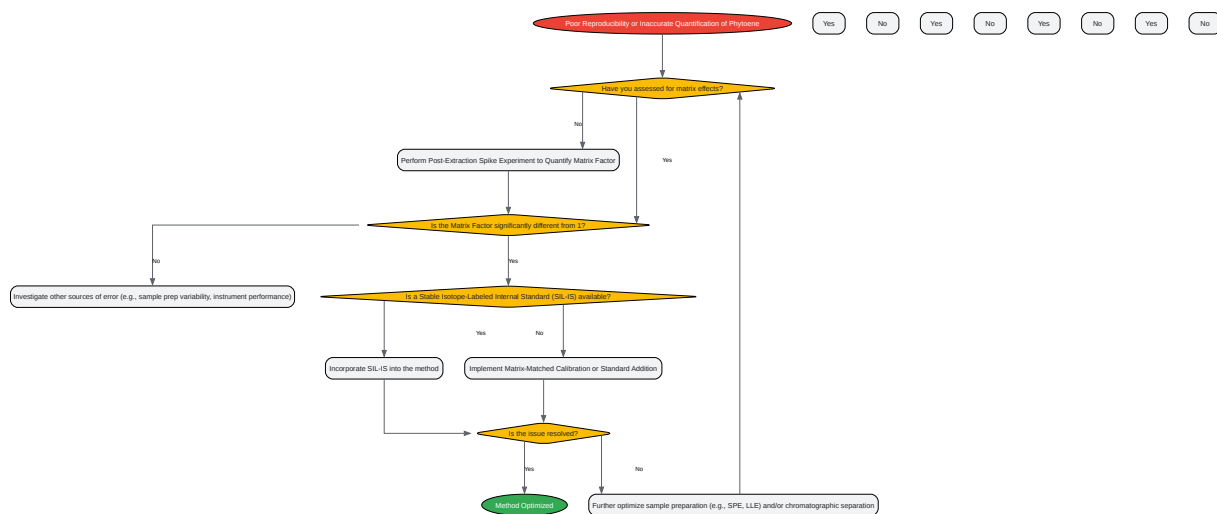 Poor Reproducibility or Inaccurate Quantification of Phytoene
Yes
No
Yes
No
Yes
No
Yes
No
Have you assessed for matrix effects?
No
Perform Post-Extraction Spike Experiment to Quantify Matrix Factor
Yes
Is the Matrix Factor significantly different from 1?
No
Yes
Investigate other sources of error (e.g., sample prep variability, instrument performance)
Is a Stable Isotope-Labeled Internal Standard (SIL-IS) available?
Yes
No
Incorporate SIL-IS into the method
Implement Matrix-Matched Calibration or Standard Addition
Is the issue resolved?
Yes
No
Method Optimized
Further optimize sample preparation (e.g., SPE, LLE) and/or chromatographic separation